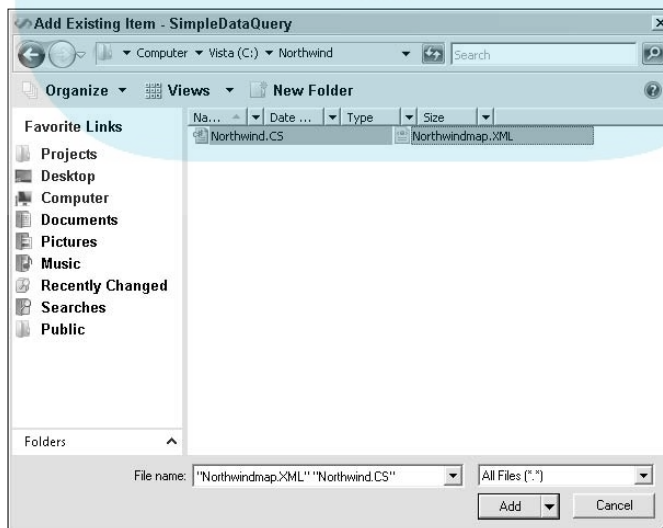 Add Existing Item - SimpleDataQuery
Computer Vista (C:) Northwind Search
Organize Views New Folder
Favorite Links
Na... Date ... Type Size
Northwind.CS Northwindmap.XML
Projects
Desktop
Computer
Documents
Pictures
Music
Recently Changed
Searches
Public
Folders
File name: "Northwindmap.XML" "Northwind.CS" All Files (*.*)
Add Cancel